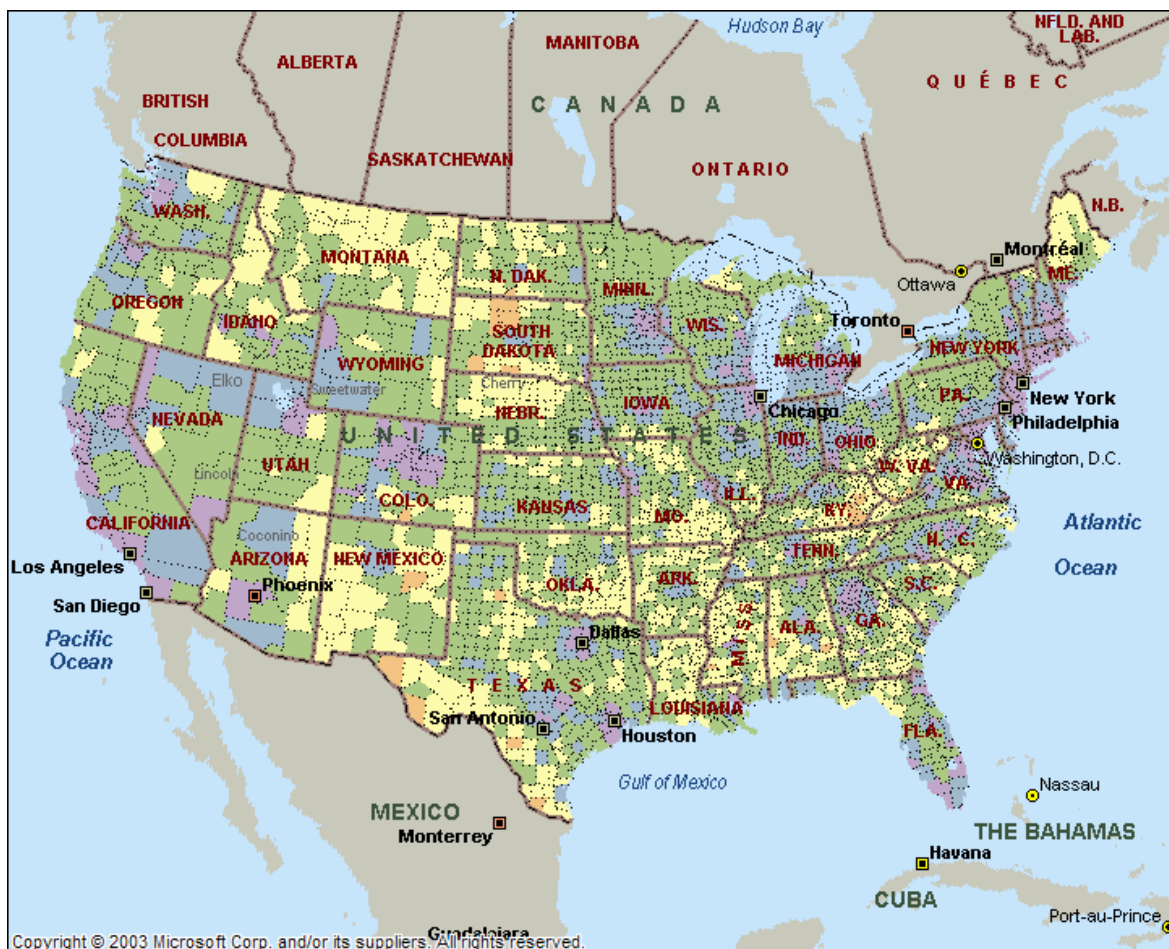 Hudson Bay
NFLD. AND
LAB.
MANITOBA
ALBERTA
QUÉBEC
BRITISH
COLUMBIA
CANADA
SASKATCHEWAN
ONTARIO
N.B.
WASH.
MONTANA
N. DAK.
MINN.
Montréal
Ottawa
ME.
OREGON
IDAHO
SOUTH
DAKOTA
WIS.
Toronto
MICHIGAN
NEW YORK
WYOMING
Elko
Sweetwater
Cherry
NEBR.
IOWA
Chicago
PA.
New York
Philadelphia
NEVADA
UNITED STATES
IND.
OHIO
Washington, D.C.
UTAH
Lincoln
COLO.
KANSAS
MO.
ILL.
W. VA.
VA.
KY.
CALIFORNIA
Coconino
ARIZONA
NEW MEXICO
OKLA.
ARK.
TENN.
N. C.
S.C.
Atlantic
Ocean
Los Angeles
San Diego
Phoenix
Dallas
MISS
ALA.
GA.
Pacific
Ocean
TEXAS
LOUISIANA
San Antonio
Houston
FLA.
Gulf of Mexico
Nassau
MEXICO
Monterrey
THE BAHAMAS
Havana
CUBA
Port-au-Prince
Guadalajara
Copyright © 2003 Microsoft Corp. and/or its suppliers. All rights reserved.